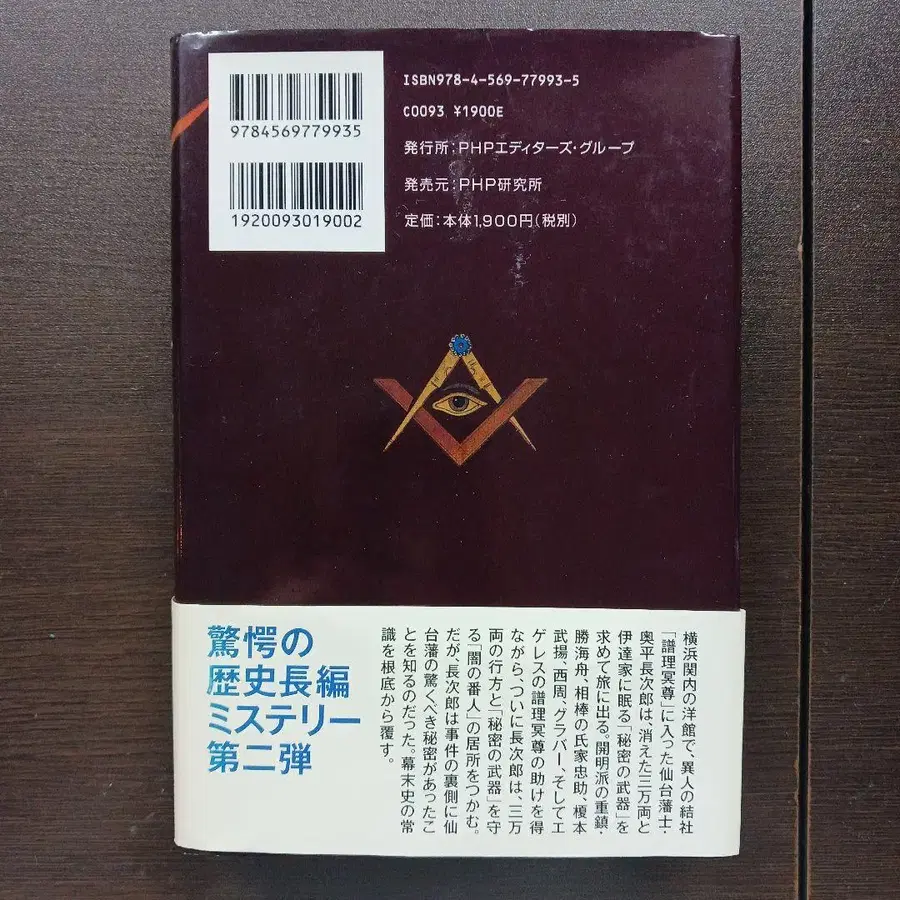 ISBN978-4-569-77993-5
C0093 ¥1900E
9784569779935
発行所:PHPエディターズ・グループ
発売元:PHP研究所
1920093019002
定価:本体1,900円(税別)
驚愕の
歴史長編
ミステリー
第二弾
横浜関内の洋館で、異人の結社
「譜理冥尊」に入った仙台藩士・
奥平長次郎は、消えた三万両と
伊達家に眠る「秘密の武器」を
求めて旅に出る。開明派の重鎮・
勝海舟、相棒の氏家忠助、榎本
武揚、西周、グラバー、そしてエ
ゲレスの譜理冥尊の助けを得
ながら、ついに長次郎は、三万
両の行方と「秘密の武器」を守
る「闇の番人」の居所をつかむ。
だが、長次郎は事件の裏側に仙
台藩の驚くべき秘密があったこ
とを知るのだった。幕末史の常
識を根底から覆す。